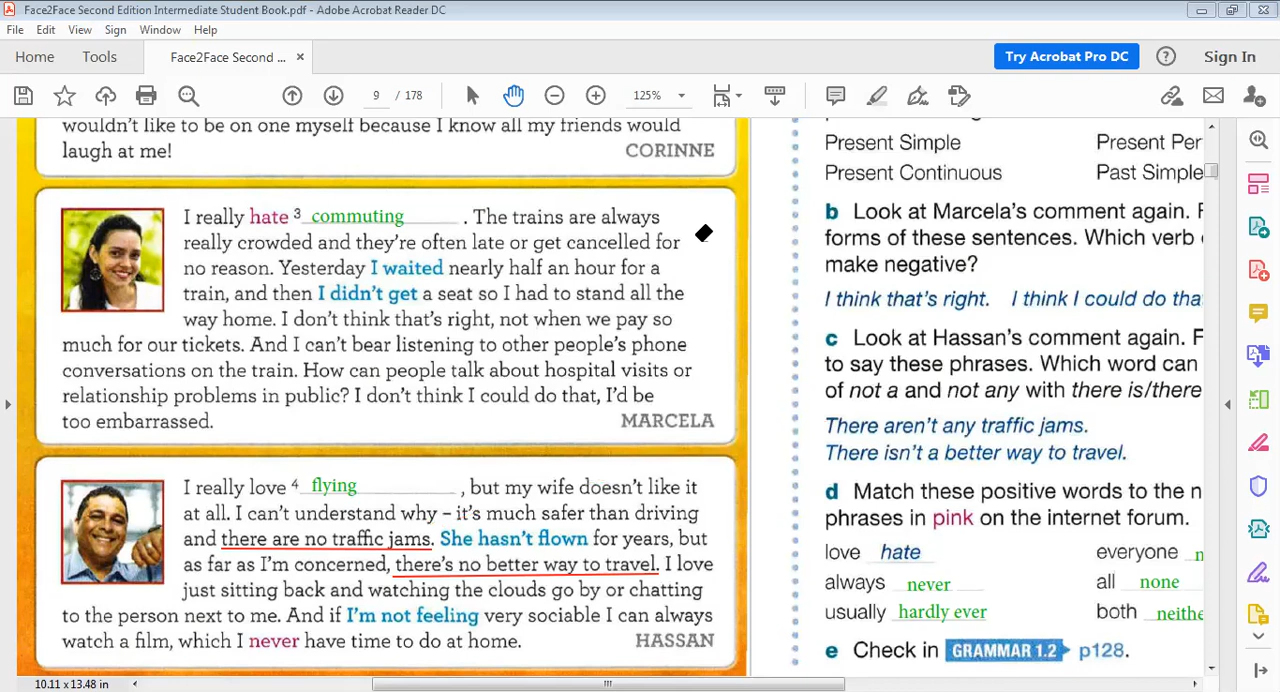 Face2Face Second Edition Intermediate Student Book.pdf - Adobe Acrobat Reader DC
File Edit View Sign Window Help
Home Tools Face2Face Second ... × Try Acrobat Pro DC ? Sign In
9 / 178 125%
wouldn't like to be on one myself because I know all my friends would
laugh at me! CORINNE
I really hate ³ commuting . The trains are always
really crowded and they're often late or get cancelled for
no reason. Yesterday I waited nearly half an hour for a
train, and then I didn't get a seat so I had to stand all the
way home. I don't think that's right, not when we pay so
much for our tickets. And I can't bear listening to other people's phone
conversations on the train. How can people talk about hospital visits or
relationship problems in public? I don't think I could do that, I'd be
too embarrassed. MARCELA
I really love ⁴ flying , but my wife doesn't like it
at all. I can't understand why – it's much safer than driving
and there are no traffic jams. She hasn't flown for years, but
as far as I'm concerned, there's no better way to travel. I love
just sitting back and watching the clouds go by or chatting
to the person next to me. And if I'm not feeling very sociable I can always
watch a film, which I never have time to do at home. HASSAN
Present Simple Present Per
Present Continuous Past Simple
b Look at Marcela's comment again. F
forms of these sentences. Which verb
make negative?
I think that's right. I think I could do tha
c Look at Hassan's comment again. F
to say these phrases. Which word can
of not a and not any with there is/there
There aren't any traffic jams.
There isn't a better way to travel.
d Match these positive words to the n
phrases in pink on the internet forum.
love hate everyone n
always never all none
usually hardly ever both neithe
e Check in GRAMMAR 1.2 p128.
10.11 x 13.48 in